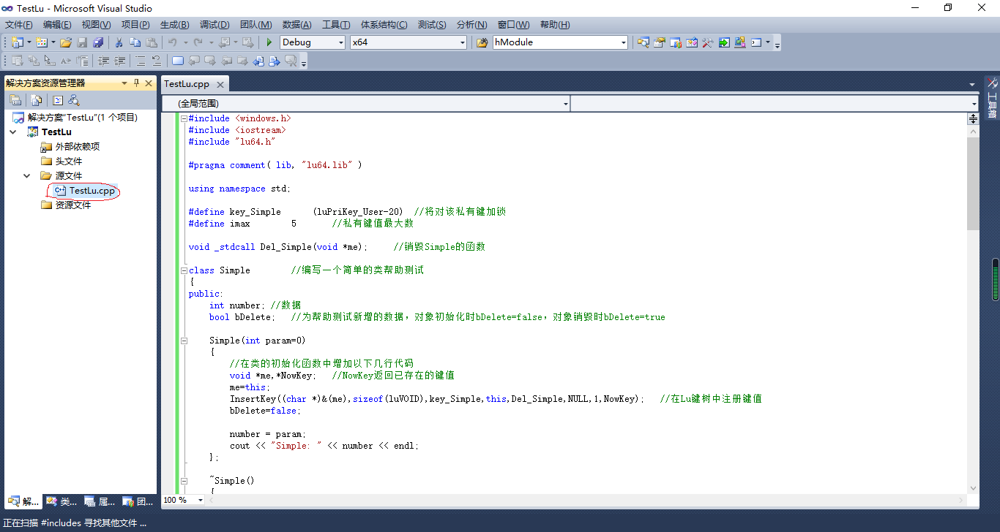 TestLu - Microsoft Visual Studio
文件(F) 编辑(E) 视图(V) 项目(P) 生成(B) 调试(D) 团队(M) 数据(A) 工具(T) 体系结构(C) 测试(S) 分析(N) 窗口(W) 帮助(H)
Debug x64 hModule
解决方案资源管理器
解决方案"TestLu"(1 个项目)
TestLu
外部依赖项
头文件
源文件
TestLu.cpp
资源文件
解... 类... 属... 团...
TestLu.cpp
(全局范围)
#include <windows.h>
#include <iostream>
#include "lu64.h"
#pragma comment( lib, "lu64.lib" )
using namespace std;
#define key_Simple (luPriKey_User-20) //将对该私有键加锁
#define imax 5 //私有键值最大数
void _stdcall Del_Simple(void *me); //销毁Simple的函数
class Simple //编写一个简单的类帮助测试
{
public:
int number; //数据
bool bDelete; //为帮助测试新增的数据，对象初始化时bDelete=false，对象销毁时bDelete=true
Simple(int param=0)
{
//在类的初始化函数中增加以下几行代码
void *me,*NowKey; //NowKey返回已存在的键值
me=this;
InsertKey((char *)&(me),sizeof(luVOID),key_Simple,this,Del_Simple,NULL,1,NowKey); //在Lu键树中注册键值
bDelete=false;
number = param;
cout << "Simple: " << number << endl;
};
~Simple()
{
100 %
工具箱
正在扫描 #includes 寻找其他文件 ...